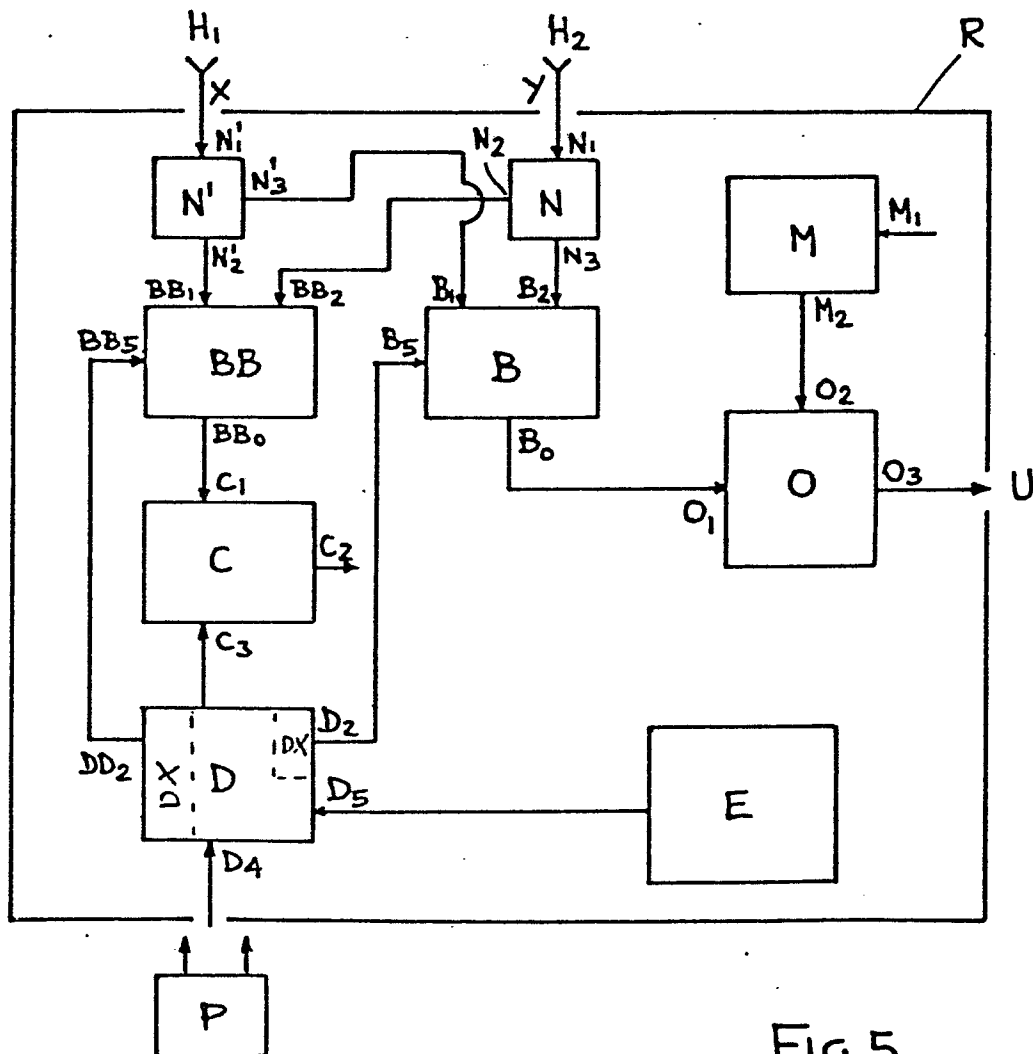 H₁
H₂
R
X
Y
N'₁
N₁
N₂
N'
N'₃
N
M
M₁
N'₂
N₃
BB₁
BB₂
B₁
B₂
M₂
BB₅
BB
B₅
B
O₂
BB₀
B₀
C₁
O₁
O
O₃
U
C
C₂
C₃
D₂
DX
DD₂
DX
D
D₅
E
D₄
P
Fig.5